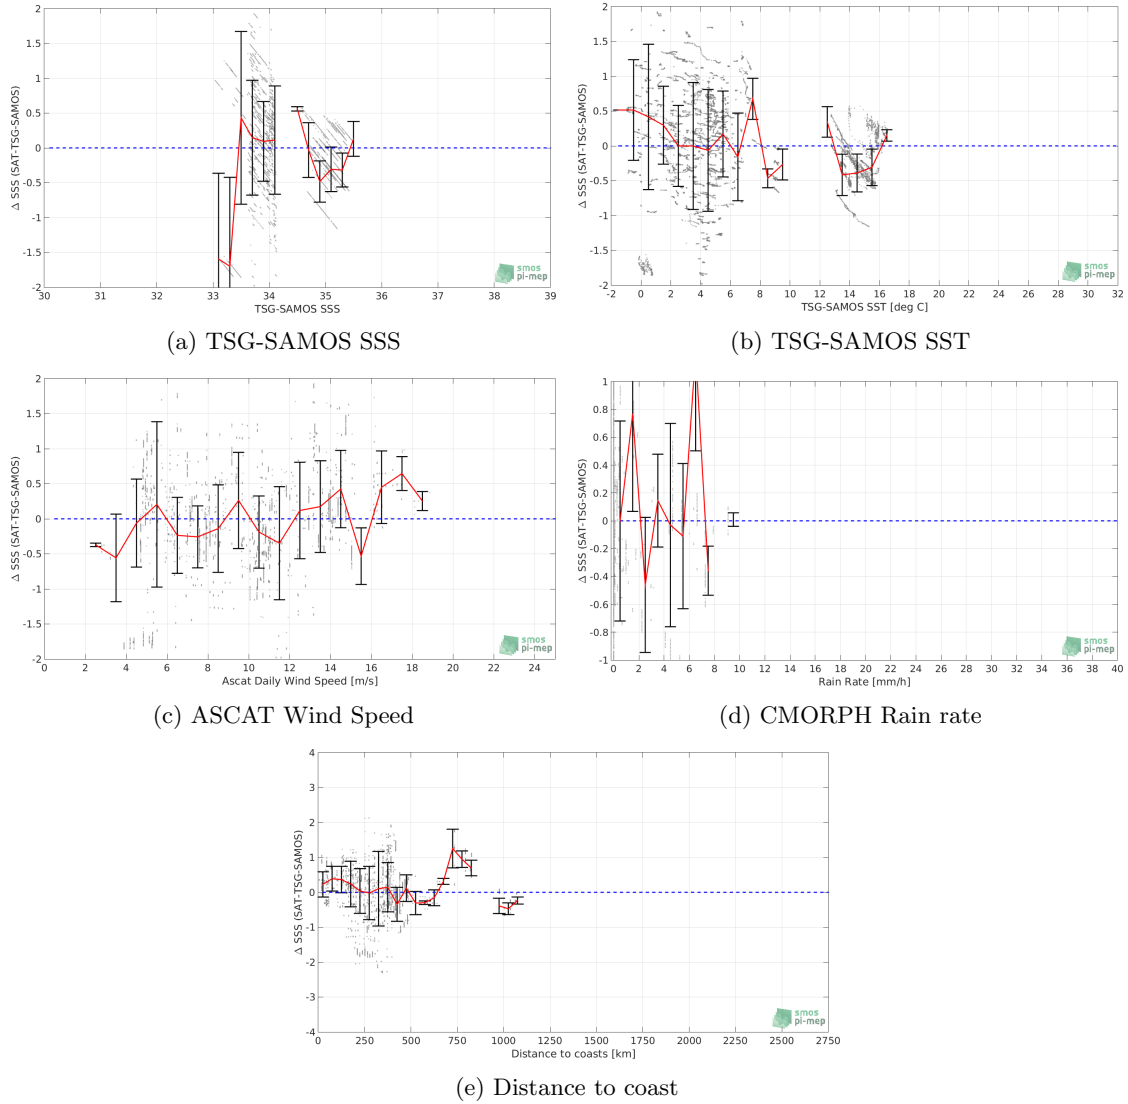 2
1.5
1
0.5
0
-0.5
-1
-1.5
-2
Δ SSS (SAT-TSG-SAMOS)
30 31 32 33 34 35 36 37 38 39
TSG-SAMOS SSS
smos
pi-mep
(a) TSG-SAMOS SSS
2
1.5
1
0.5
0
-0.5
-1
-1.5
-2
Δ SSS (SAT-TSG-SAMOS)
-2 0 2 4 6 8 10 12 14 16 18 20 22 24 26 28 30 32
TSG-SAMOS SST [deg C]
smos
pi-mep
(b) TSG-SAMOS SST
2
1.5
1
0.5
0
-0.5
-1
-1.5
-2
Δ SSS (SAT-TSG-SAMOS)
0 2 4 6 8 10 12 14 16 18 20 22 24
Ascat Daily Wind Speed [m/s]
smos
pi-mep
(c) ASCAT Wind Speed
1
0.8
0.6
0.4
0.2
0
-0.2
-0.4
-0.6
-0.8
-1
Δ SSS (SAT-TSG-SAMOS)
0 2 4 6 8 10 12 14 16 18 20 22 24 26 28 30 32 34 36 38 40
Rain Rate [mm/h]
smos
pi-mep
(d) CMORPH Rain rate
4
3
2
1
0
-1
-2
-3
-4
Δ SSS (SAT-TSG-SAMOS)
0 250 500 750 1000 1250 1500 1750 2000 2250 2500 2750
Distance to coasts [km]
smos
pi-mep
(e) Distance to coast